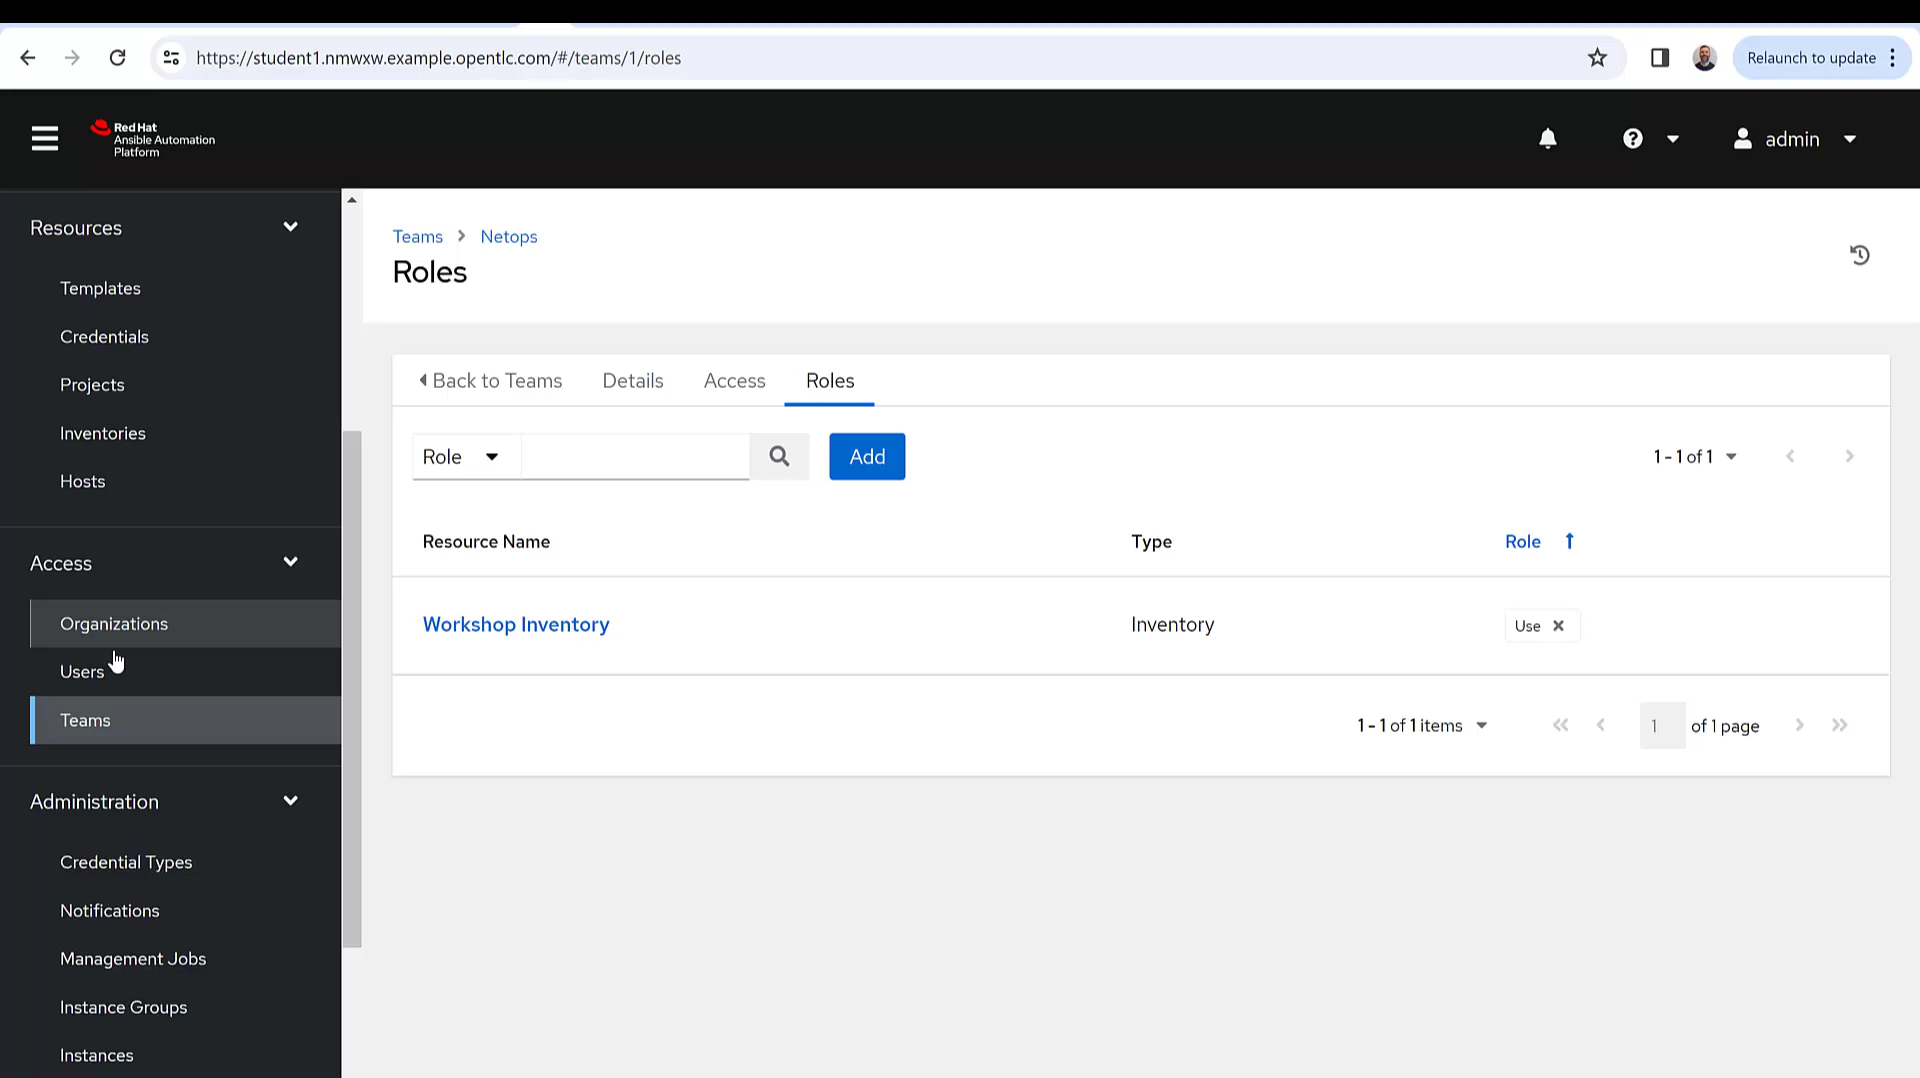 https://student1.nmwxw.example.opentlc.com/#/teams/1/roles
Relaunch to update
Red Hat
Ansible Automation
Platform
admin
Resources
Templates
Credentials
Projects
Inventories
Hosts
Access
Organizations
Users
Teams
Administration
Credential Types
Notifications
Management Jobs
Instance Groups
Instances
Teams > Netops
Roles
Back to Teams Details Access Roles
Role Add 1 - 1 of 1
Resource Name Type Role
Workshop Inventory Inventory Use
1 - 1 of 1 items 1 of 1 page